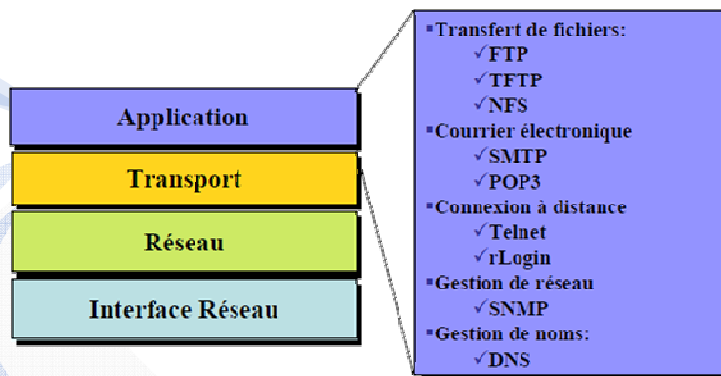 Application
Transport
Réseau
Interface Réseau
▪Transfert de fichiers:
✓FTP
✓TFTP
✓NFS
▪Courrier électronique
✓SMTP
✓POP3
▪Connexion à distance
✓Telnet
✓rLogin
▪Gestion de réseau
✓SNMP
▪Gestion de noms:
✓DNS